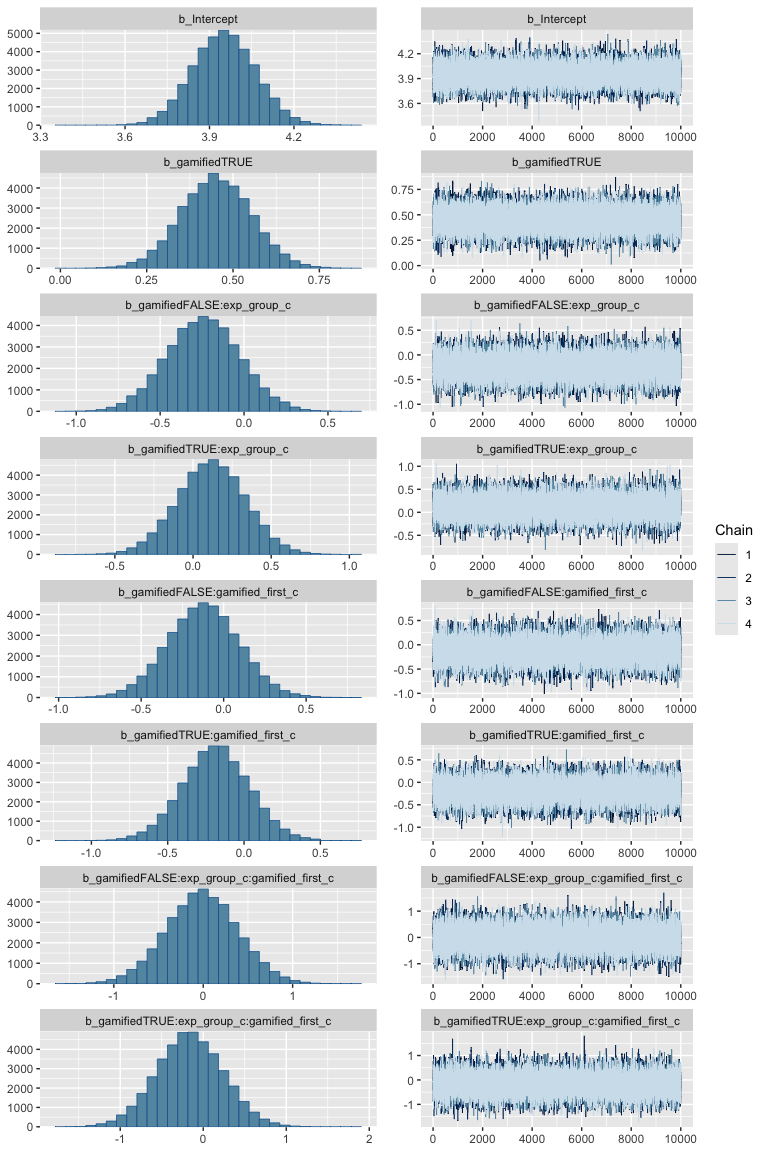 b_Intercept
5000
4000
3000
2000
1000
0
3.3 3.6 3.9 4.2
b_Intercept
4.2
3.9
3.6
0 2000 4000 6000 8000 10000
b_gamifiedTRUE
4000
3000
2000
1000
0
0.00 0.25 0.50 0.75
b_gamifiedTRUE
0.75
0.50
0.25
0.00
0 2000 4000 6000 8000 10000
b_gamifiedFALSE:exp_group_c
4000
3000
2000
1000
0
-1.0 -0.5 0.0 0.5
b_gamifiedFALSE:exp_group_c
0.5
0.0
-0.5
-1.0
0 2000 4000 6000 8000 10000
b_gamifiedTRUE:exp_group_c
4000
3000
2000
1000
0
-0.5 0.0 0.5 1.0
b_gamifiedTRUE:exp_group_c
1.0
0.5
0.0
-0.5
0 2000 4000 6000 8000 10000
b_gamifiedFALSE:gamified_first_c
4000
3000
2000
1000
0
-1.0 -0.5 0.0 0.5
b_gamifiedFALSE:gamified_first_c
0.5
0.0
-0.5
-1.0
0 2000 4000 6000 8000 10000
b_gamifiedTRUE:gamified_first_c
4000
3000
2000
1000
0
-1.0 -0.5 0.0 0.5
b_gamifiedTRUE:gamified_first_c
0.5
0.0
-0.5
-1.0
0 2000 4000 6000 8000 10000
b_gamifiedFALSE:exp_group_c:gamified_first_c
4000
3000
2000
1000
0
-1 0 1
b_gamifiedFALSE:exp_group_c:gamified_first_c
1
0
-1
0 2000 4000 6000 8000 10000
b_gamifiedTRUE:exp_group_c:gamified_first_c
4000
3000
2000
1000
0
-1 0 1 2
b_gamifiedTRUE:exp_group_c:gamified_first_c
1
0
-1
0 2000 4000 6000 8000 10000
Chain
1
2
3
4